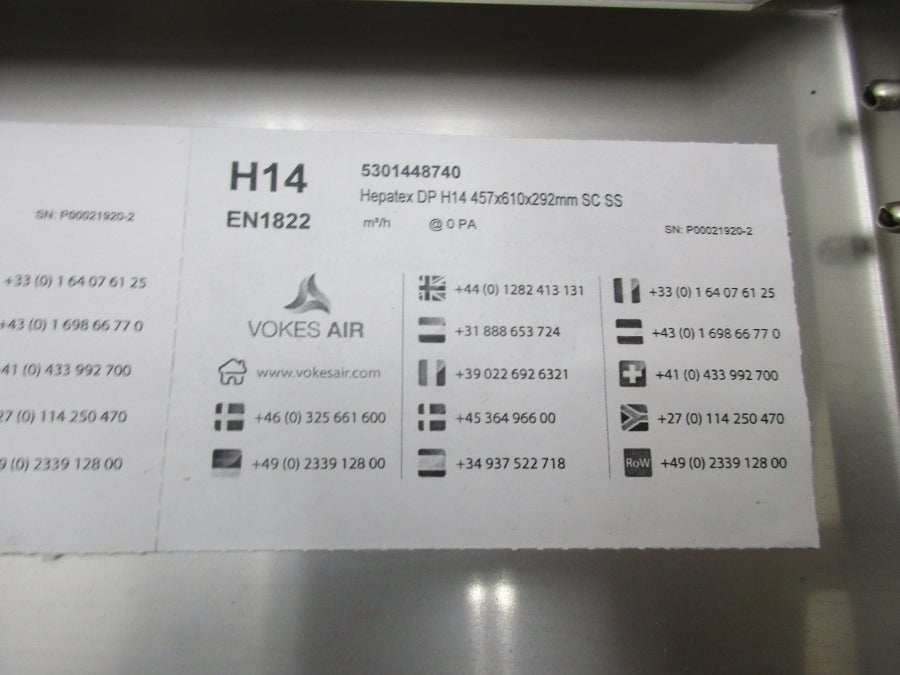 SN: P00021920-2
+33 (0) 1 64 07 61 25
+43 (0) 1 698 66 77 0
41 (0) 433 992 700
27 (0) 114 250 470
9 (0) 2339 128 00
H14
EN1822
5301448740
Hepatex DP H14 457x610x292mm SC SS
m³/h @ 0 PA
SN: P00021920-2
VOKES AIR
www.vokesair.com
+46 (0) 325 661 600
+49 (0) 2339 128 00
+44 (0) 1282 413 131
+31 888 653 724
+39 022 692 6321
+45 364 966 00
+34 937 522 718
+33 (0) 1 64 07 61 25
+43 (0) 1 698 66 77 0
+41 (0) 433 992 700
+27 (0) 114 250 470
RoW +49 (0) 2339 128 00